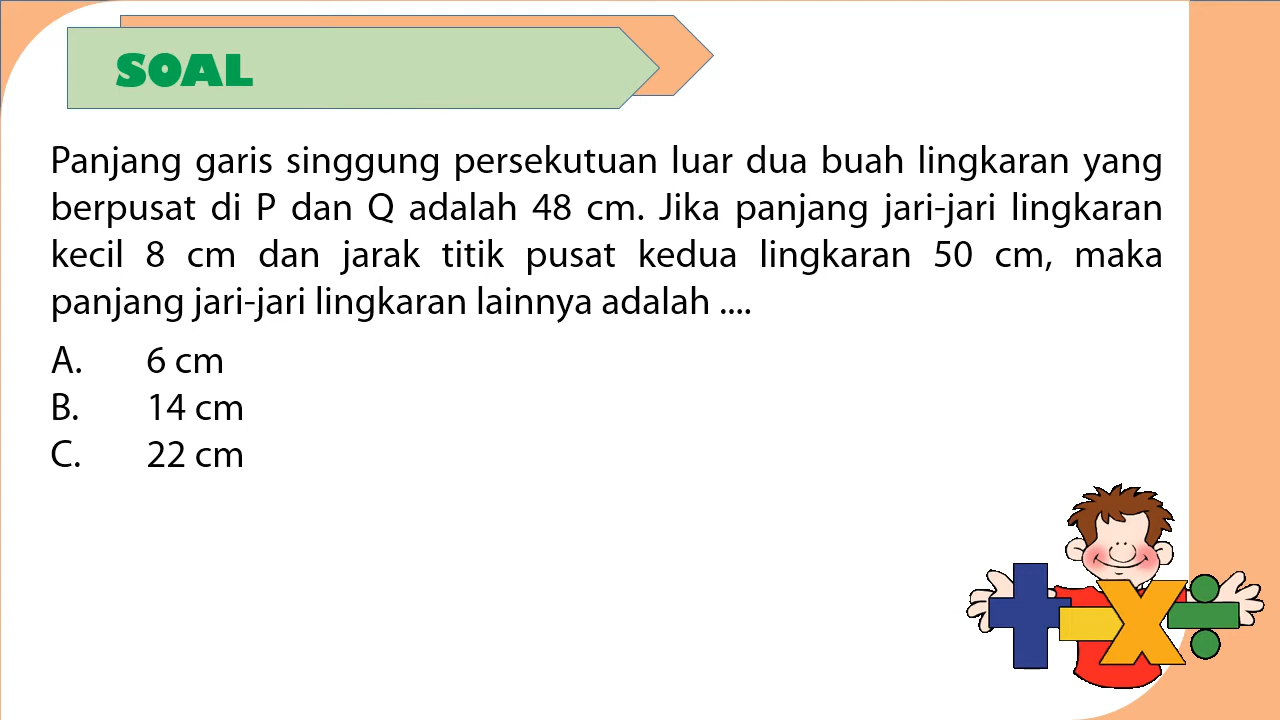 SOAL
Panjang garis singgung persekutuan luar dua buah lingkaran yang
berpusat di P dan Q adalah 48 cm. Jika panjang jari-jari lingkaran
kecil 8 cm dan jarak titik pusat kedua lingkaran 50 cm, maka
panjang jari-jari lingkaran lainnya adalah ....
A. 6 cm
B. 14 cm
C. 22 cm